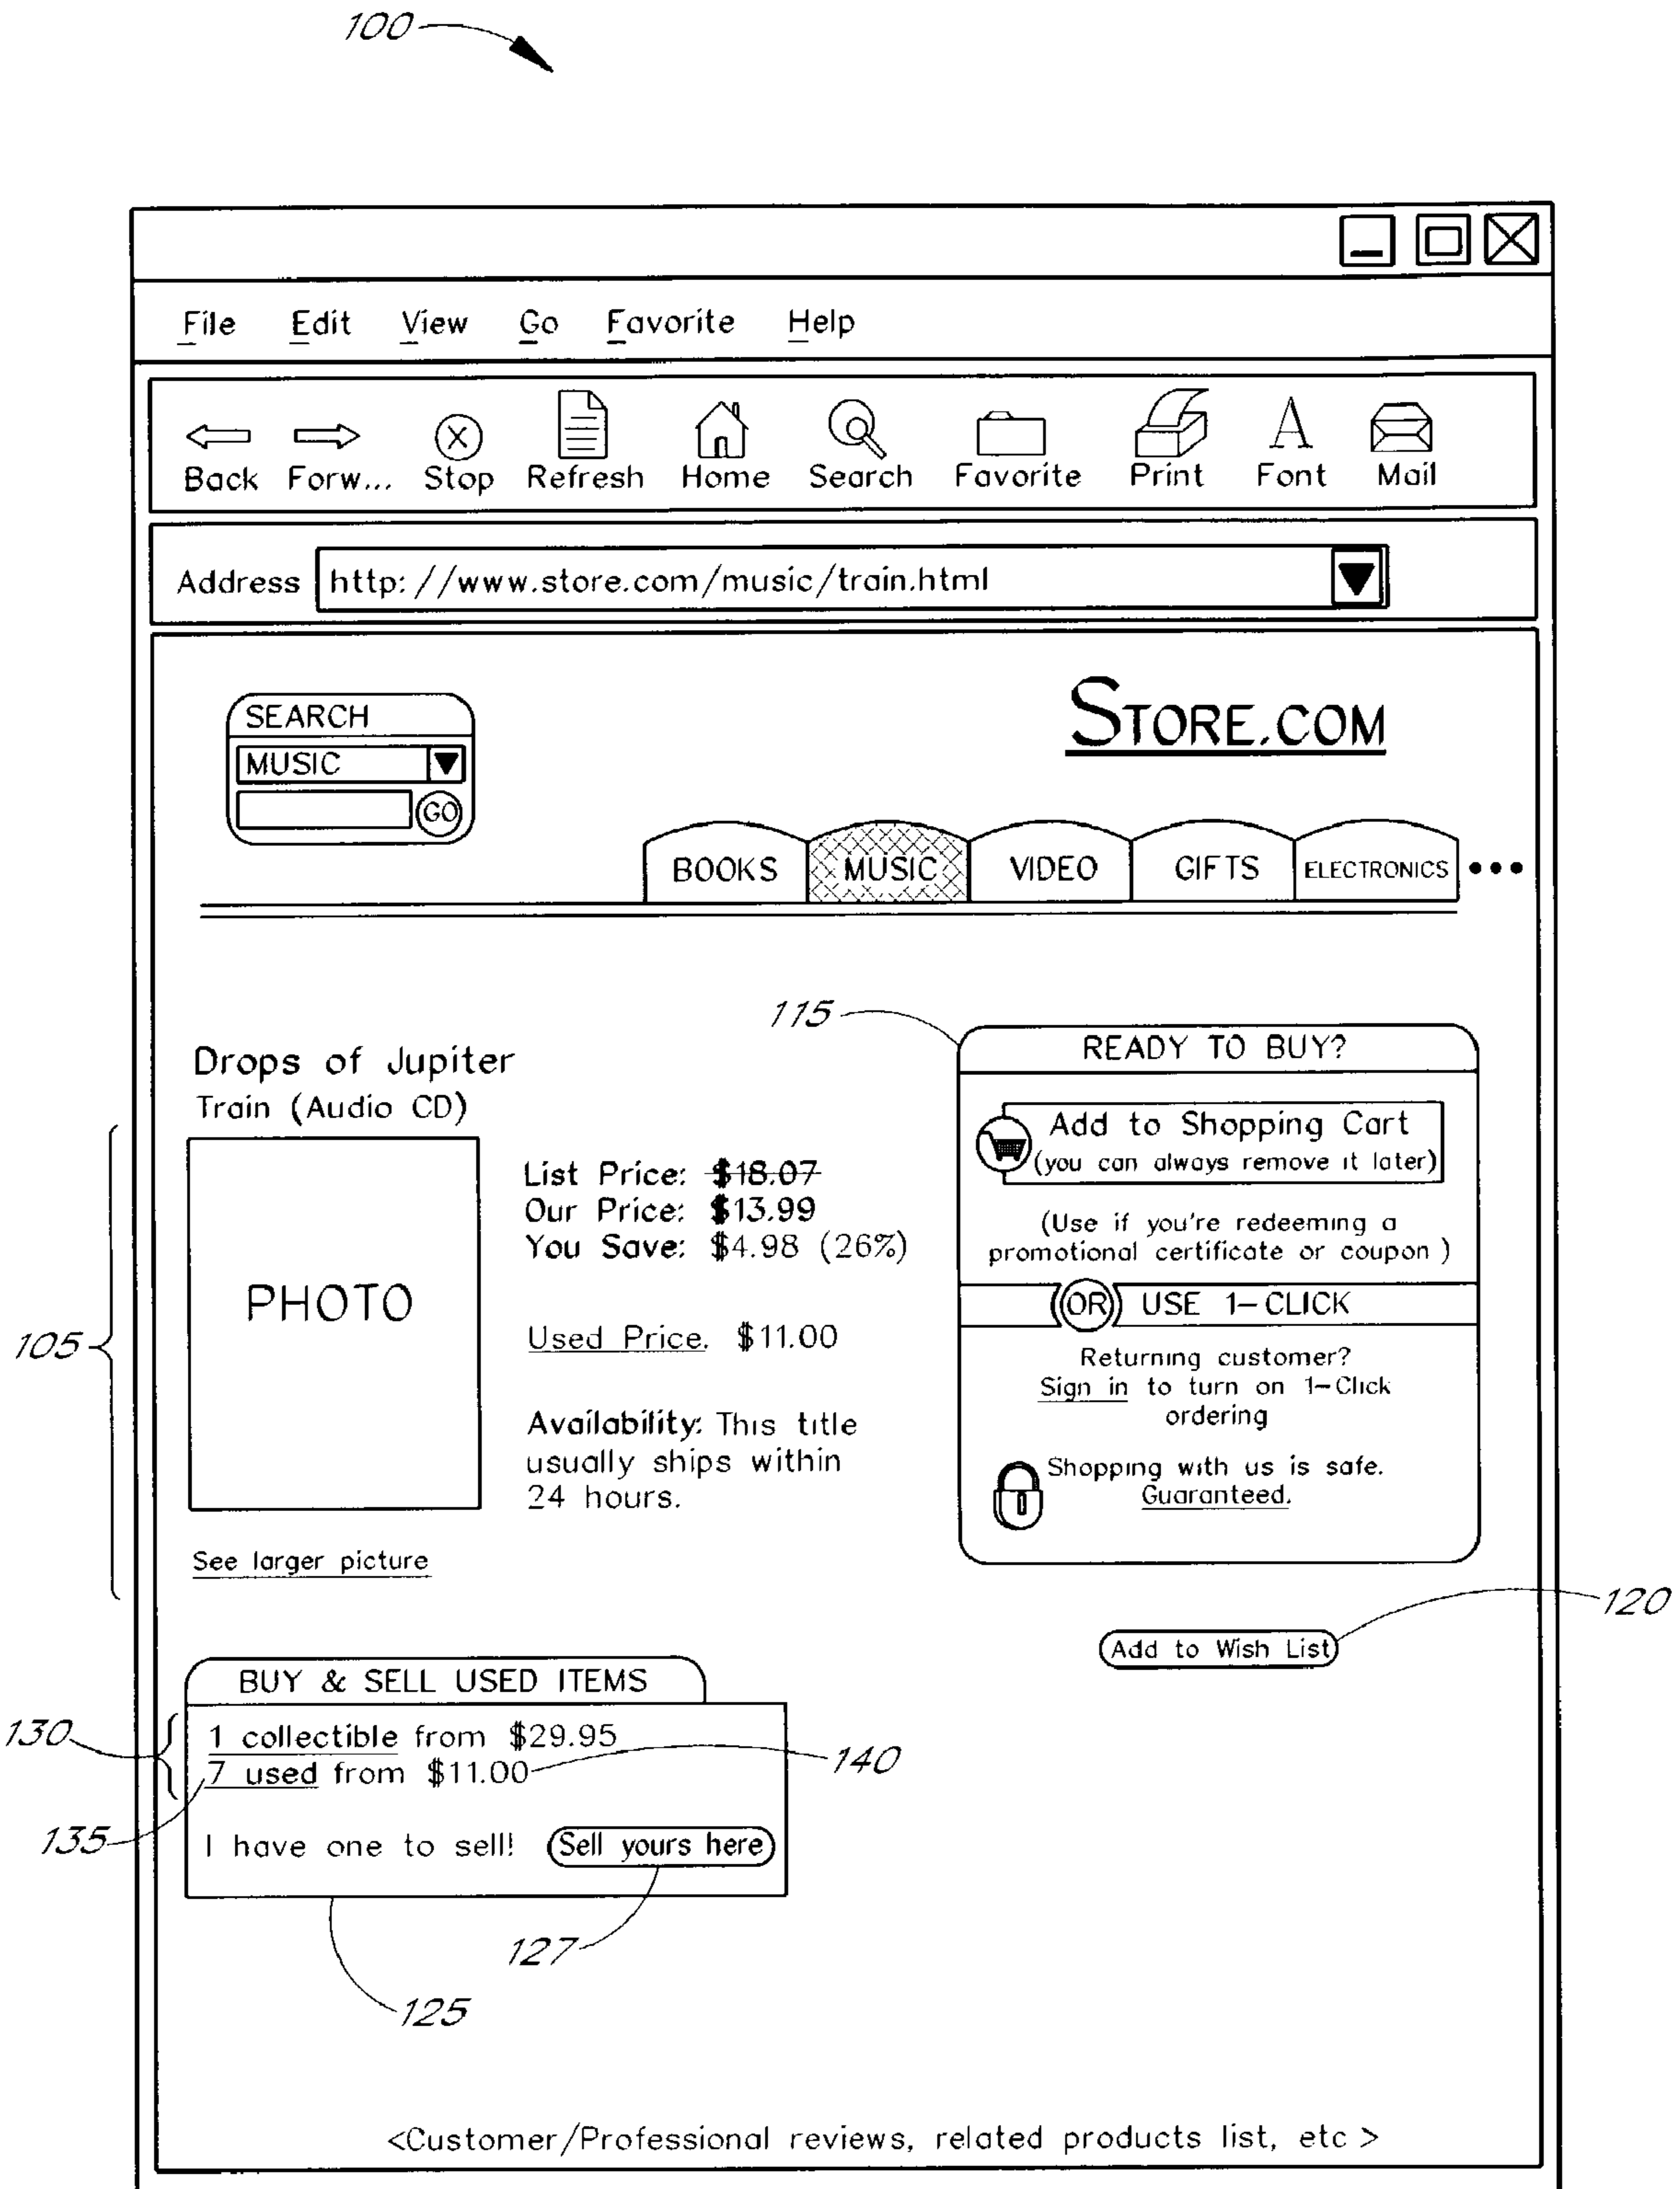 100
File Edit View Go Favorite Help
Back Forw... Stop Refresh Home Search Favorite Print Font Mail
Address http://www.store.com/music/train.html
SEARCH
MUSIC
GO
STORE.COM
BOOKS MUSIC VIDEO GIFTS ELECTRONICS •••
Drops of Jupiter
Train (Audio CD)
105
PHOTO
See larger picture
List Price: $18.07
Our Price: $13.99
You Save: $4.98 (26%)
Used Price. $11.00
Availability: This title
usually ships within
24 hours.
115
READY TO BUY?
Add to Shopping Cart
(you can always remove it later)
(Use if you're redeeming a
promotional certificate or coupon )
OR USE 1-CLICK
Returning customer?
Sign in to turn on 1-Click
ordering
Shopping with us is safe.
Guaranteed.
120
Add to Wish List
BUY & SELL USED ITEMS
130
1 collectible from $29.95
7 used from $11.00
140
135
I have one to sell! Sell yours here
127
125
<Customer/Professional reviews, related products list, etc >